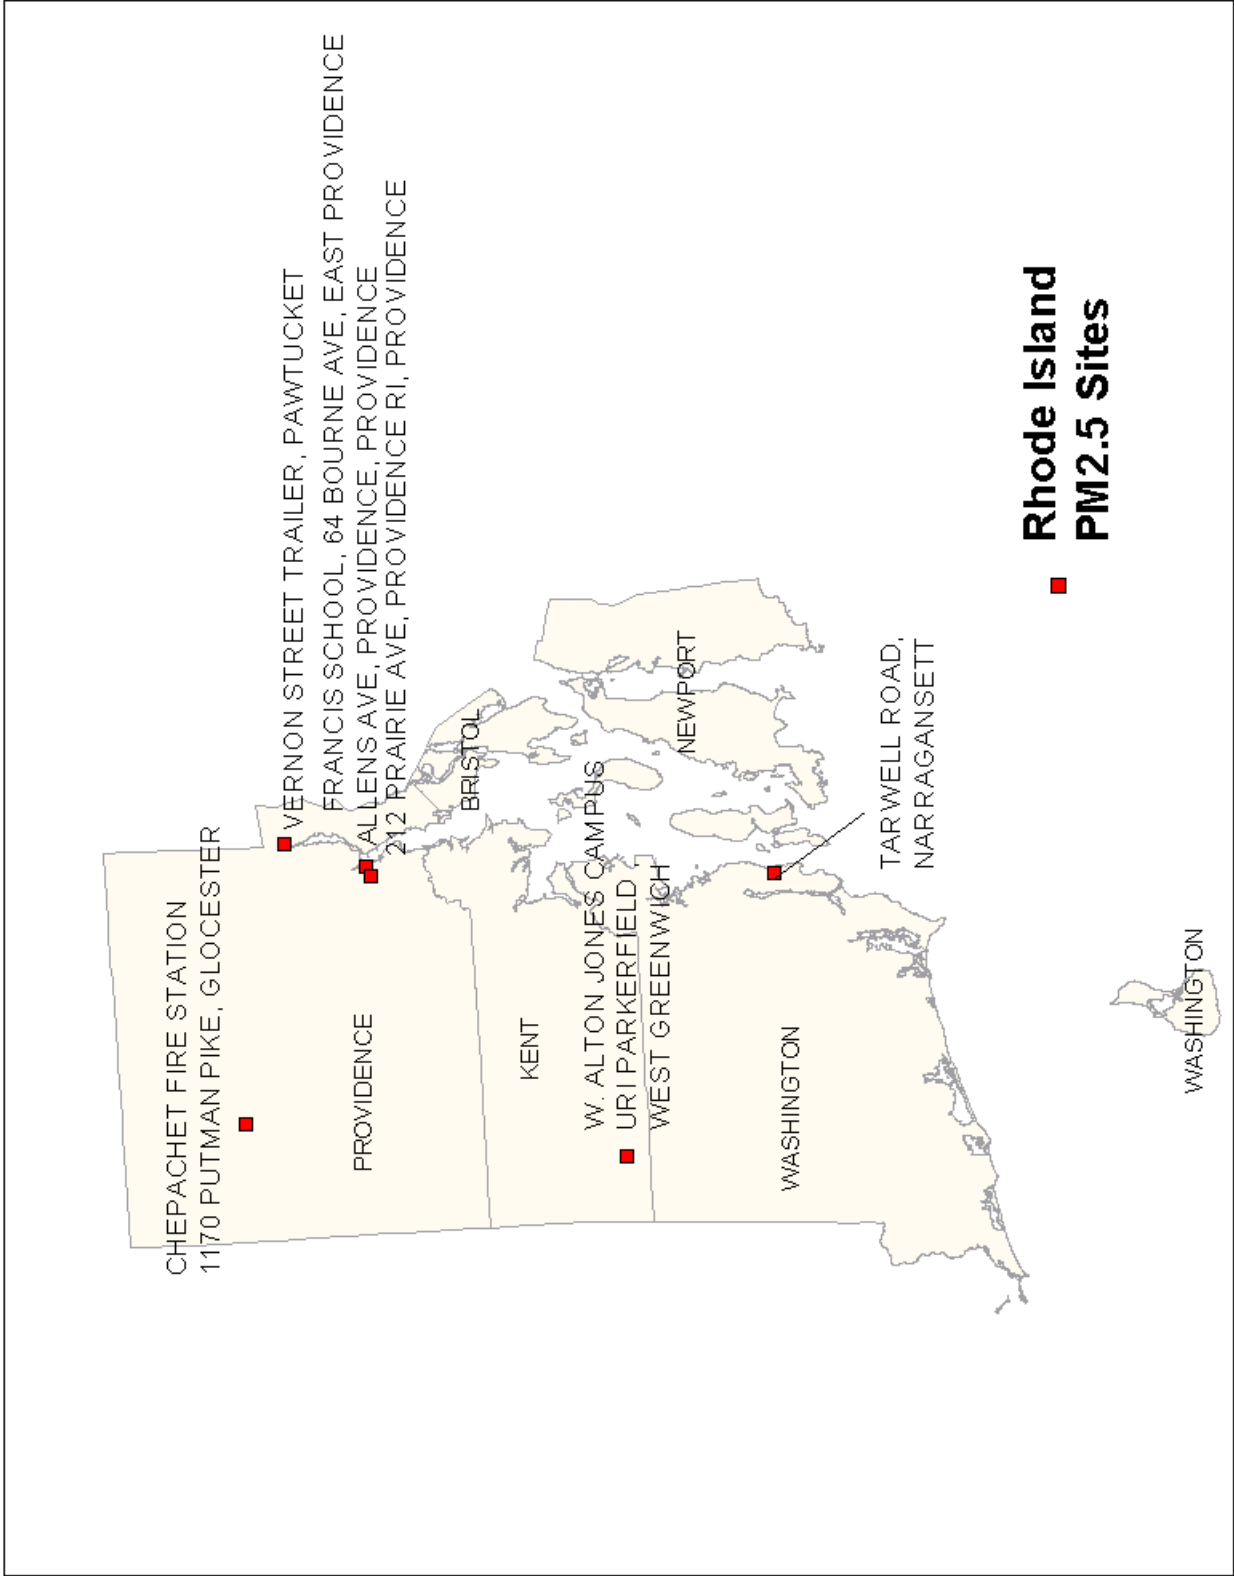 CHEPACHET FIRE STATION
1170 PUTMAN PIKE, GLOCESTER
VERNON STREET TRAILER, PAWTUCKET
FRANCIS SCHOOL, 64 BOURNE AVE, EAST PROVIDENCE
ALLENS AVE, PROVIDENCE, PROVIDENCE
212 PRAIRIE AVE, PROVIDENCE RI, PROVIDENCE
PROVIDENCE
BRISTOL
KENT
W. ALTON JONES CAMPUS
URI PARKERFIELD
WEST GREENWICH
NEWPORT
WASHINGTON
TARWELL ROAD,
NARRAGANSETT
Rhode Island
PM2.5 Sites
WASHINGTON